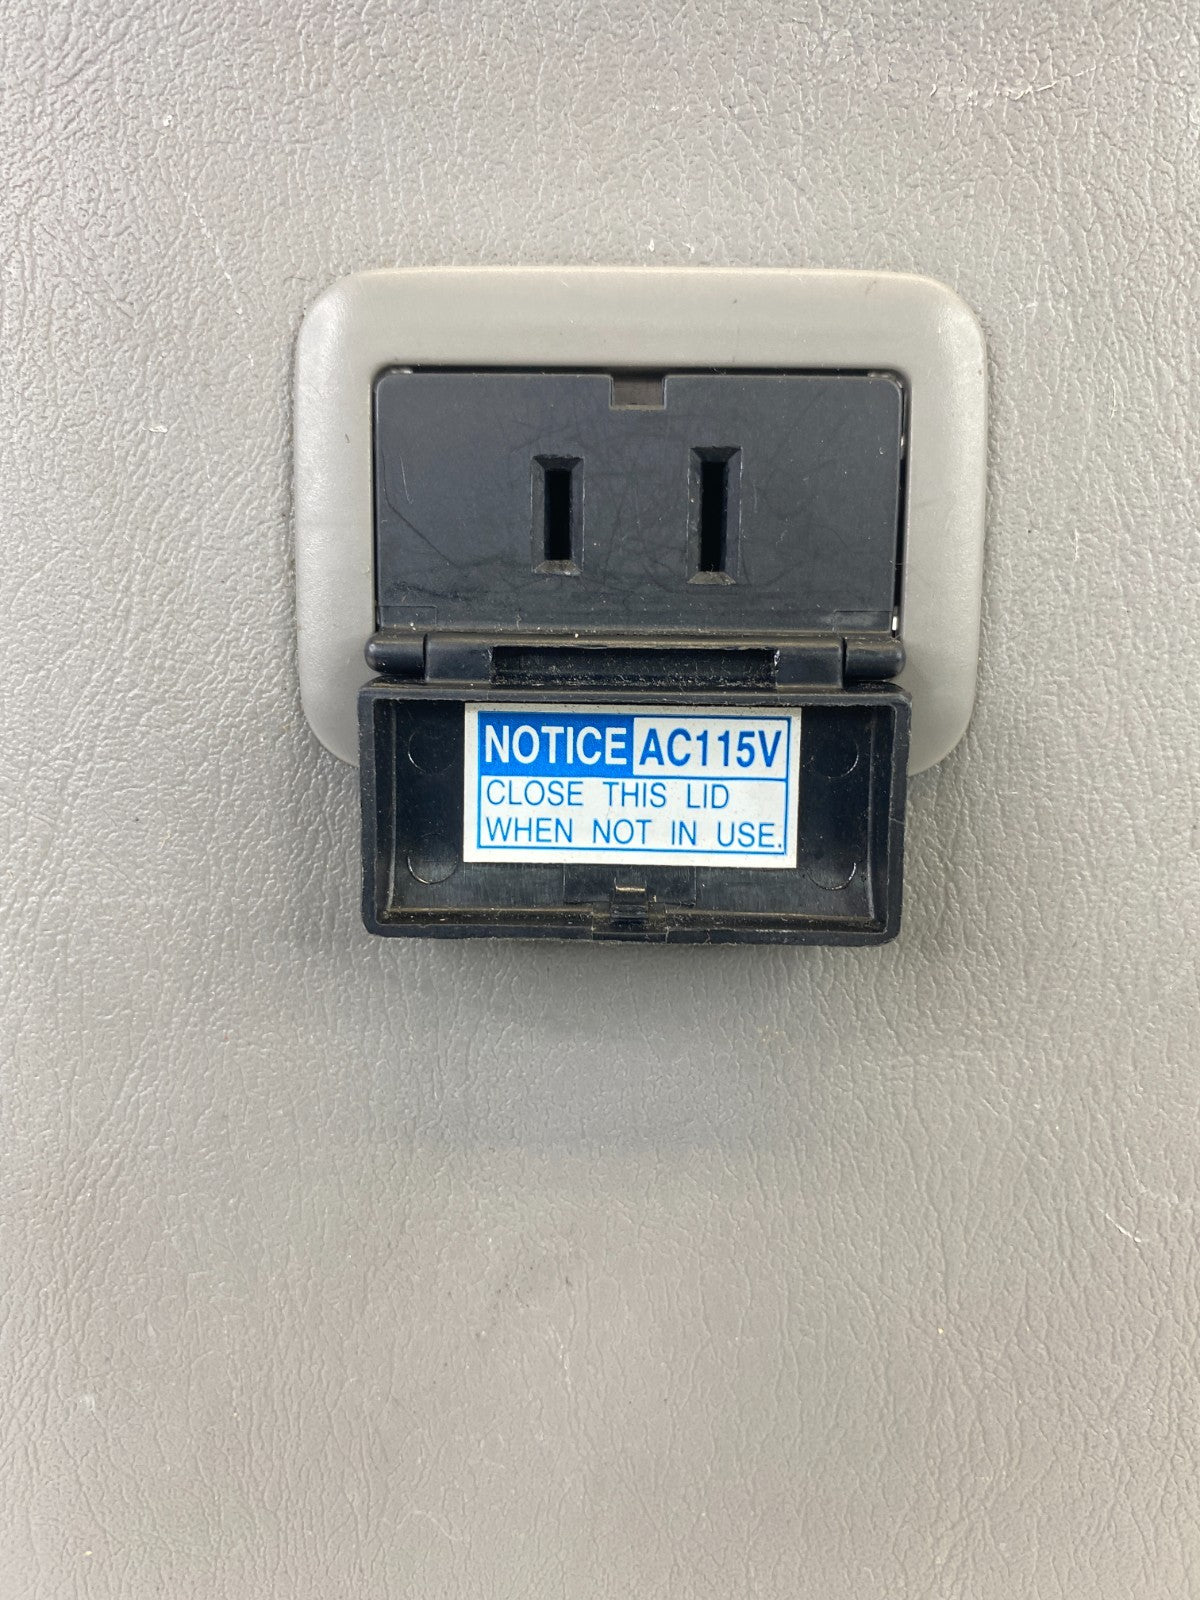 NOTICE AC115V
CLOSE THIS LID
WHEN NOT IN USE.